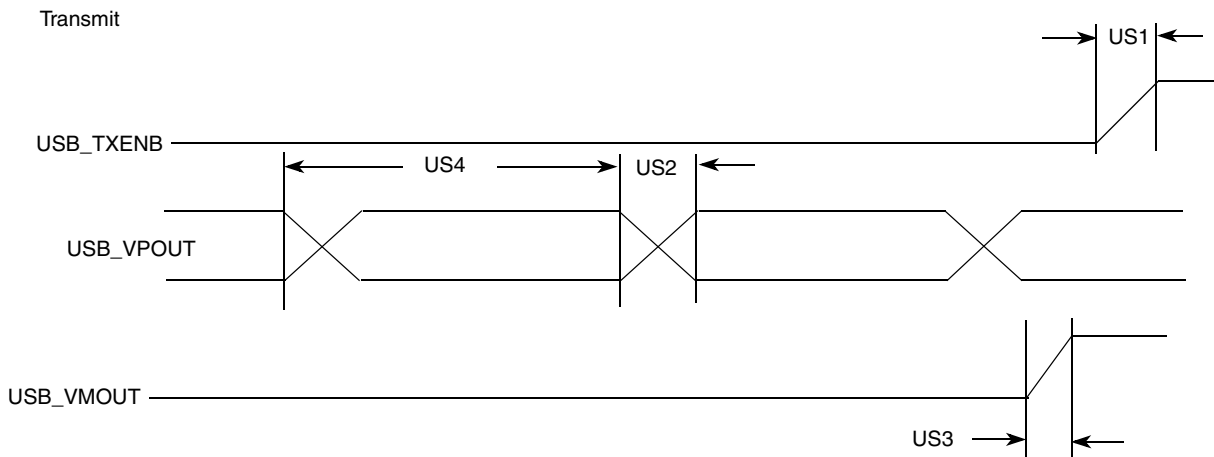 Transmit
US1
USB_TXENB
US4
US2
USB_VPOUT
USB_VMOUT
US3